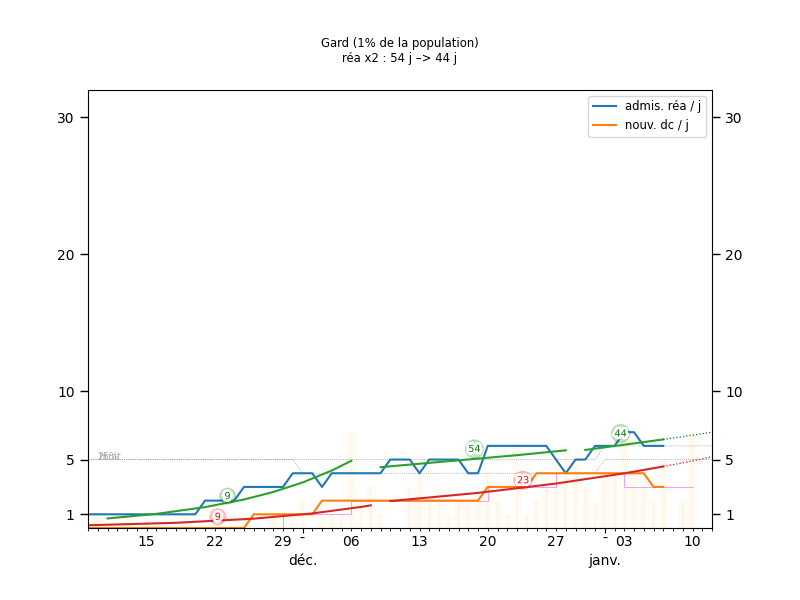 Gard (1% de la population)
réa x2 : 54 j –> 44 j
admis. réa / j
nouv. dc / j
30 30
20 20
10 10
5 5
1 1
44
54
23
9
9
15 22 29 - 06 13 20 27 - 03 10
déc. janv.